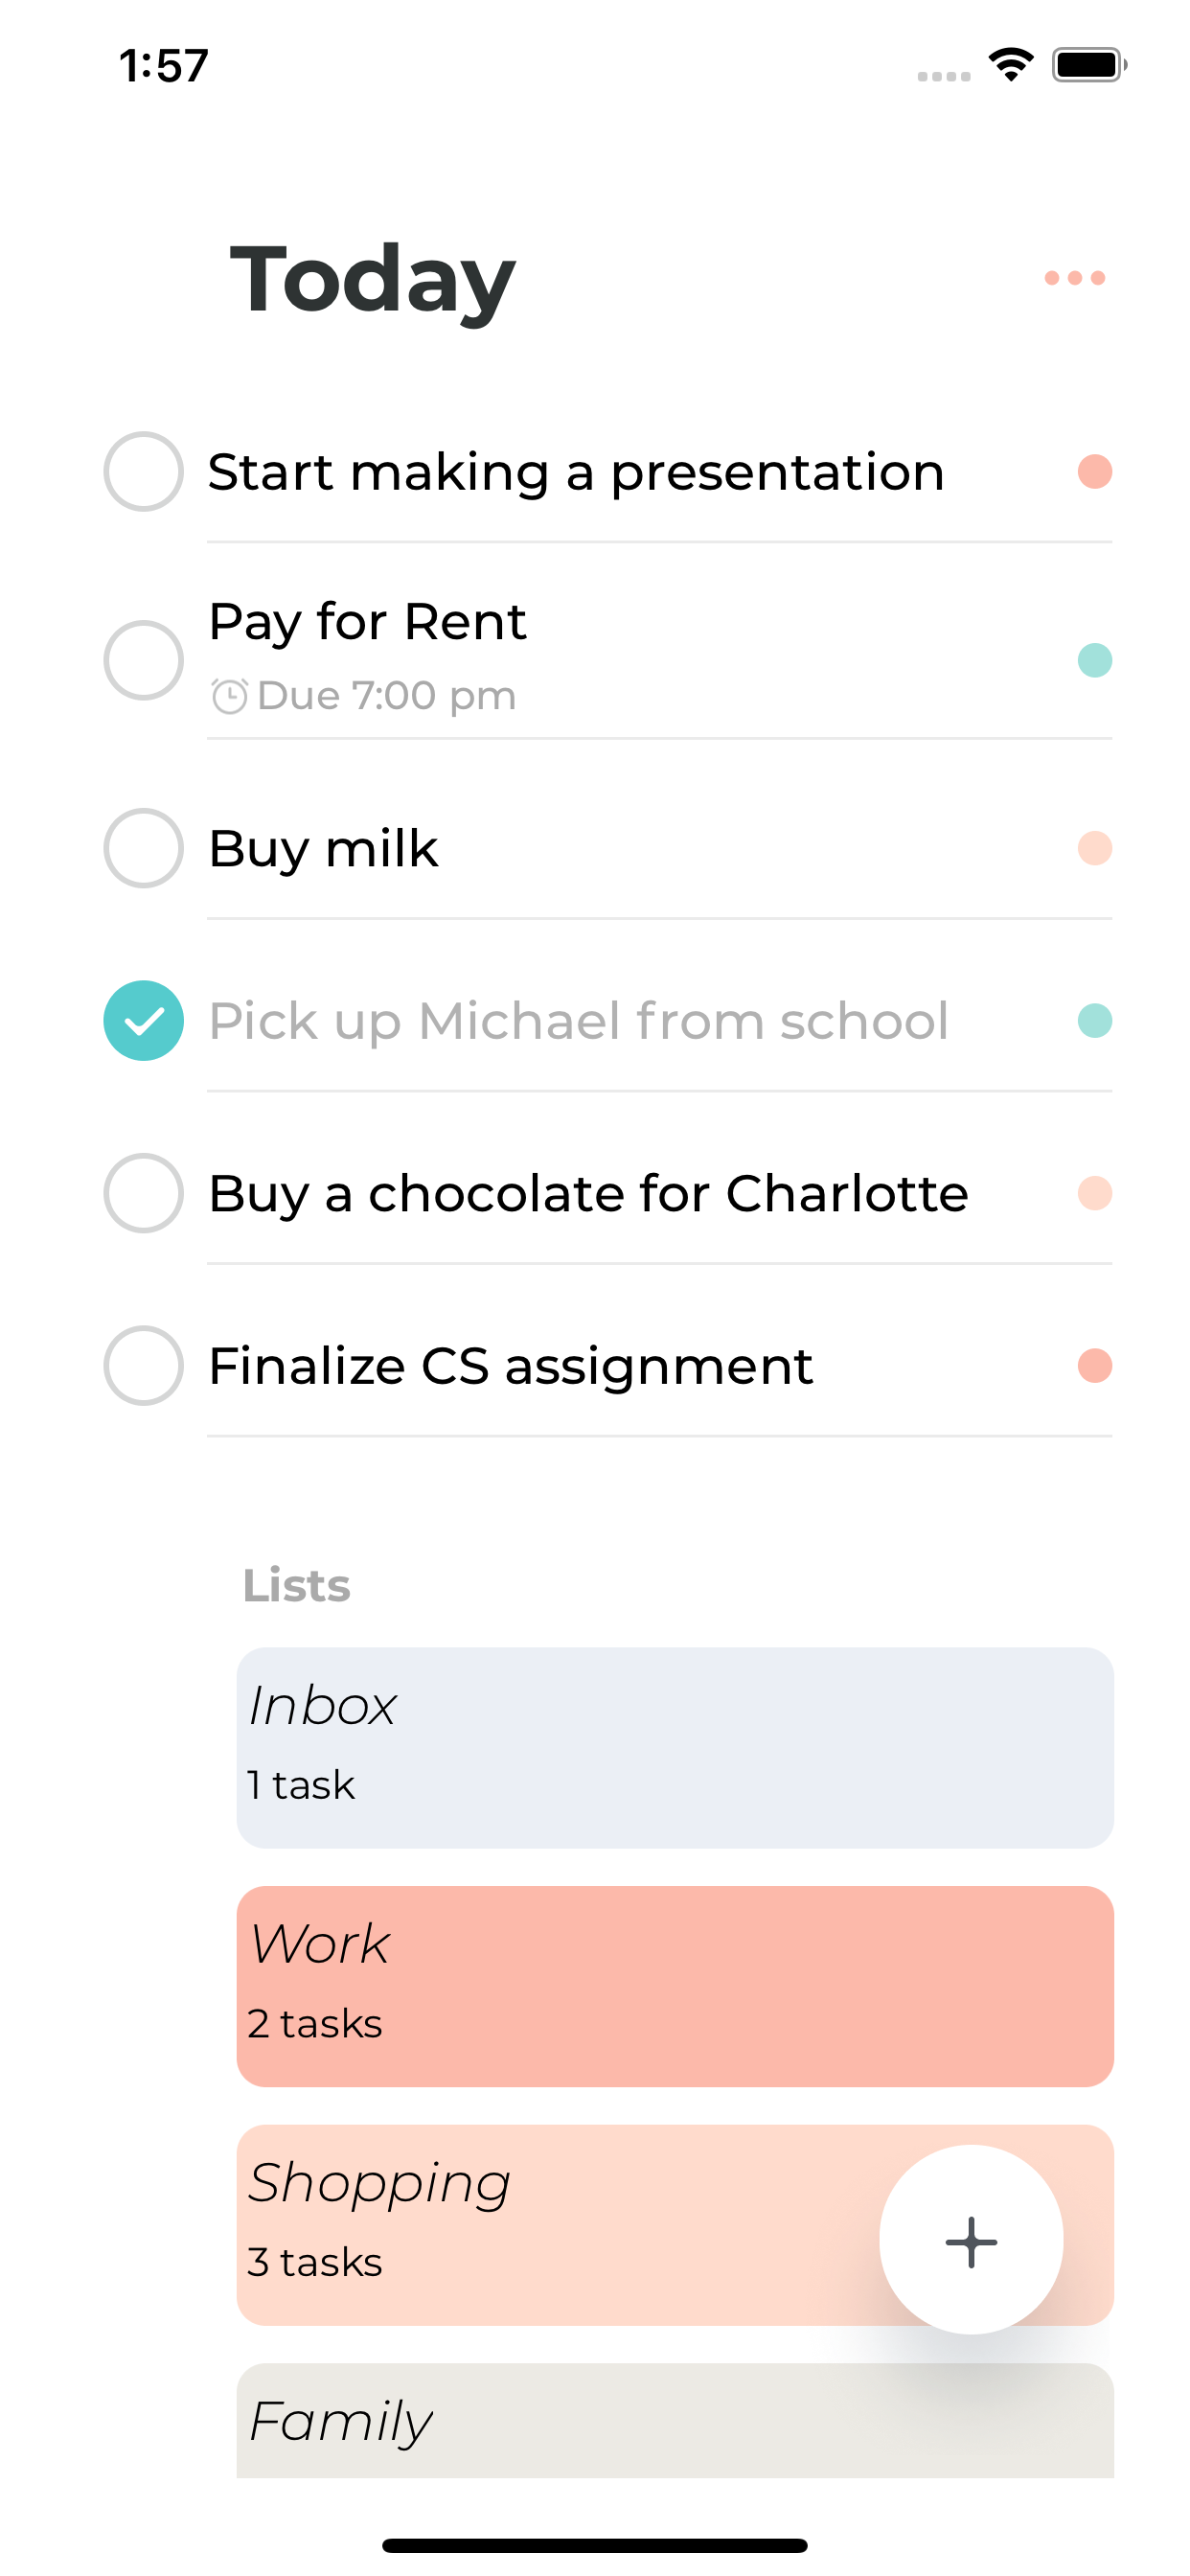 1:57
Today
Start making a presentation
Pay for Rent
Due 7:00 pm
Buy milk
Pick up Michael from school
Buy a chocolate for Charlotte
Finalize CS assignment
Lists
Inbox
1 task
Work
2 tasks
Shopping
3 tasks
Family